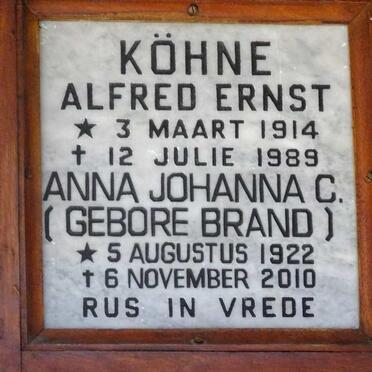 KÖHNE
ALFRED ERNST
★ 3 MAART 1914
✝ 12 JULIE 1989
ANNA JOHANNA C.
( GEBORE BRAND )
★ 5 AUGUSTUS 1922
✝ 6 NOVEMBER 2010
RUS IN VREDE